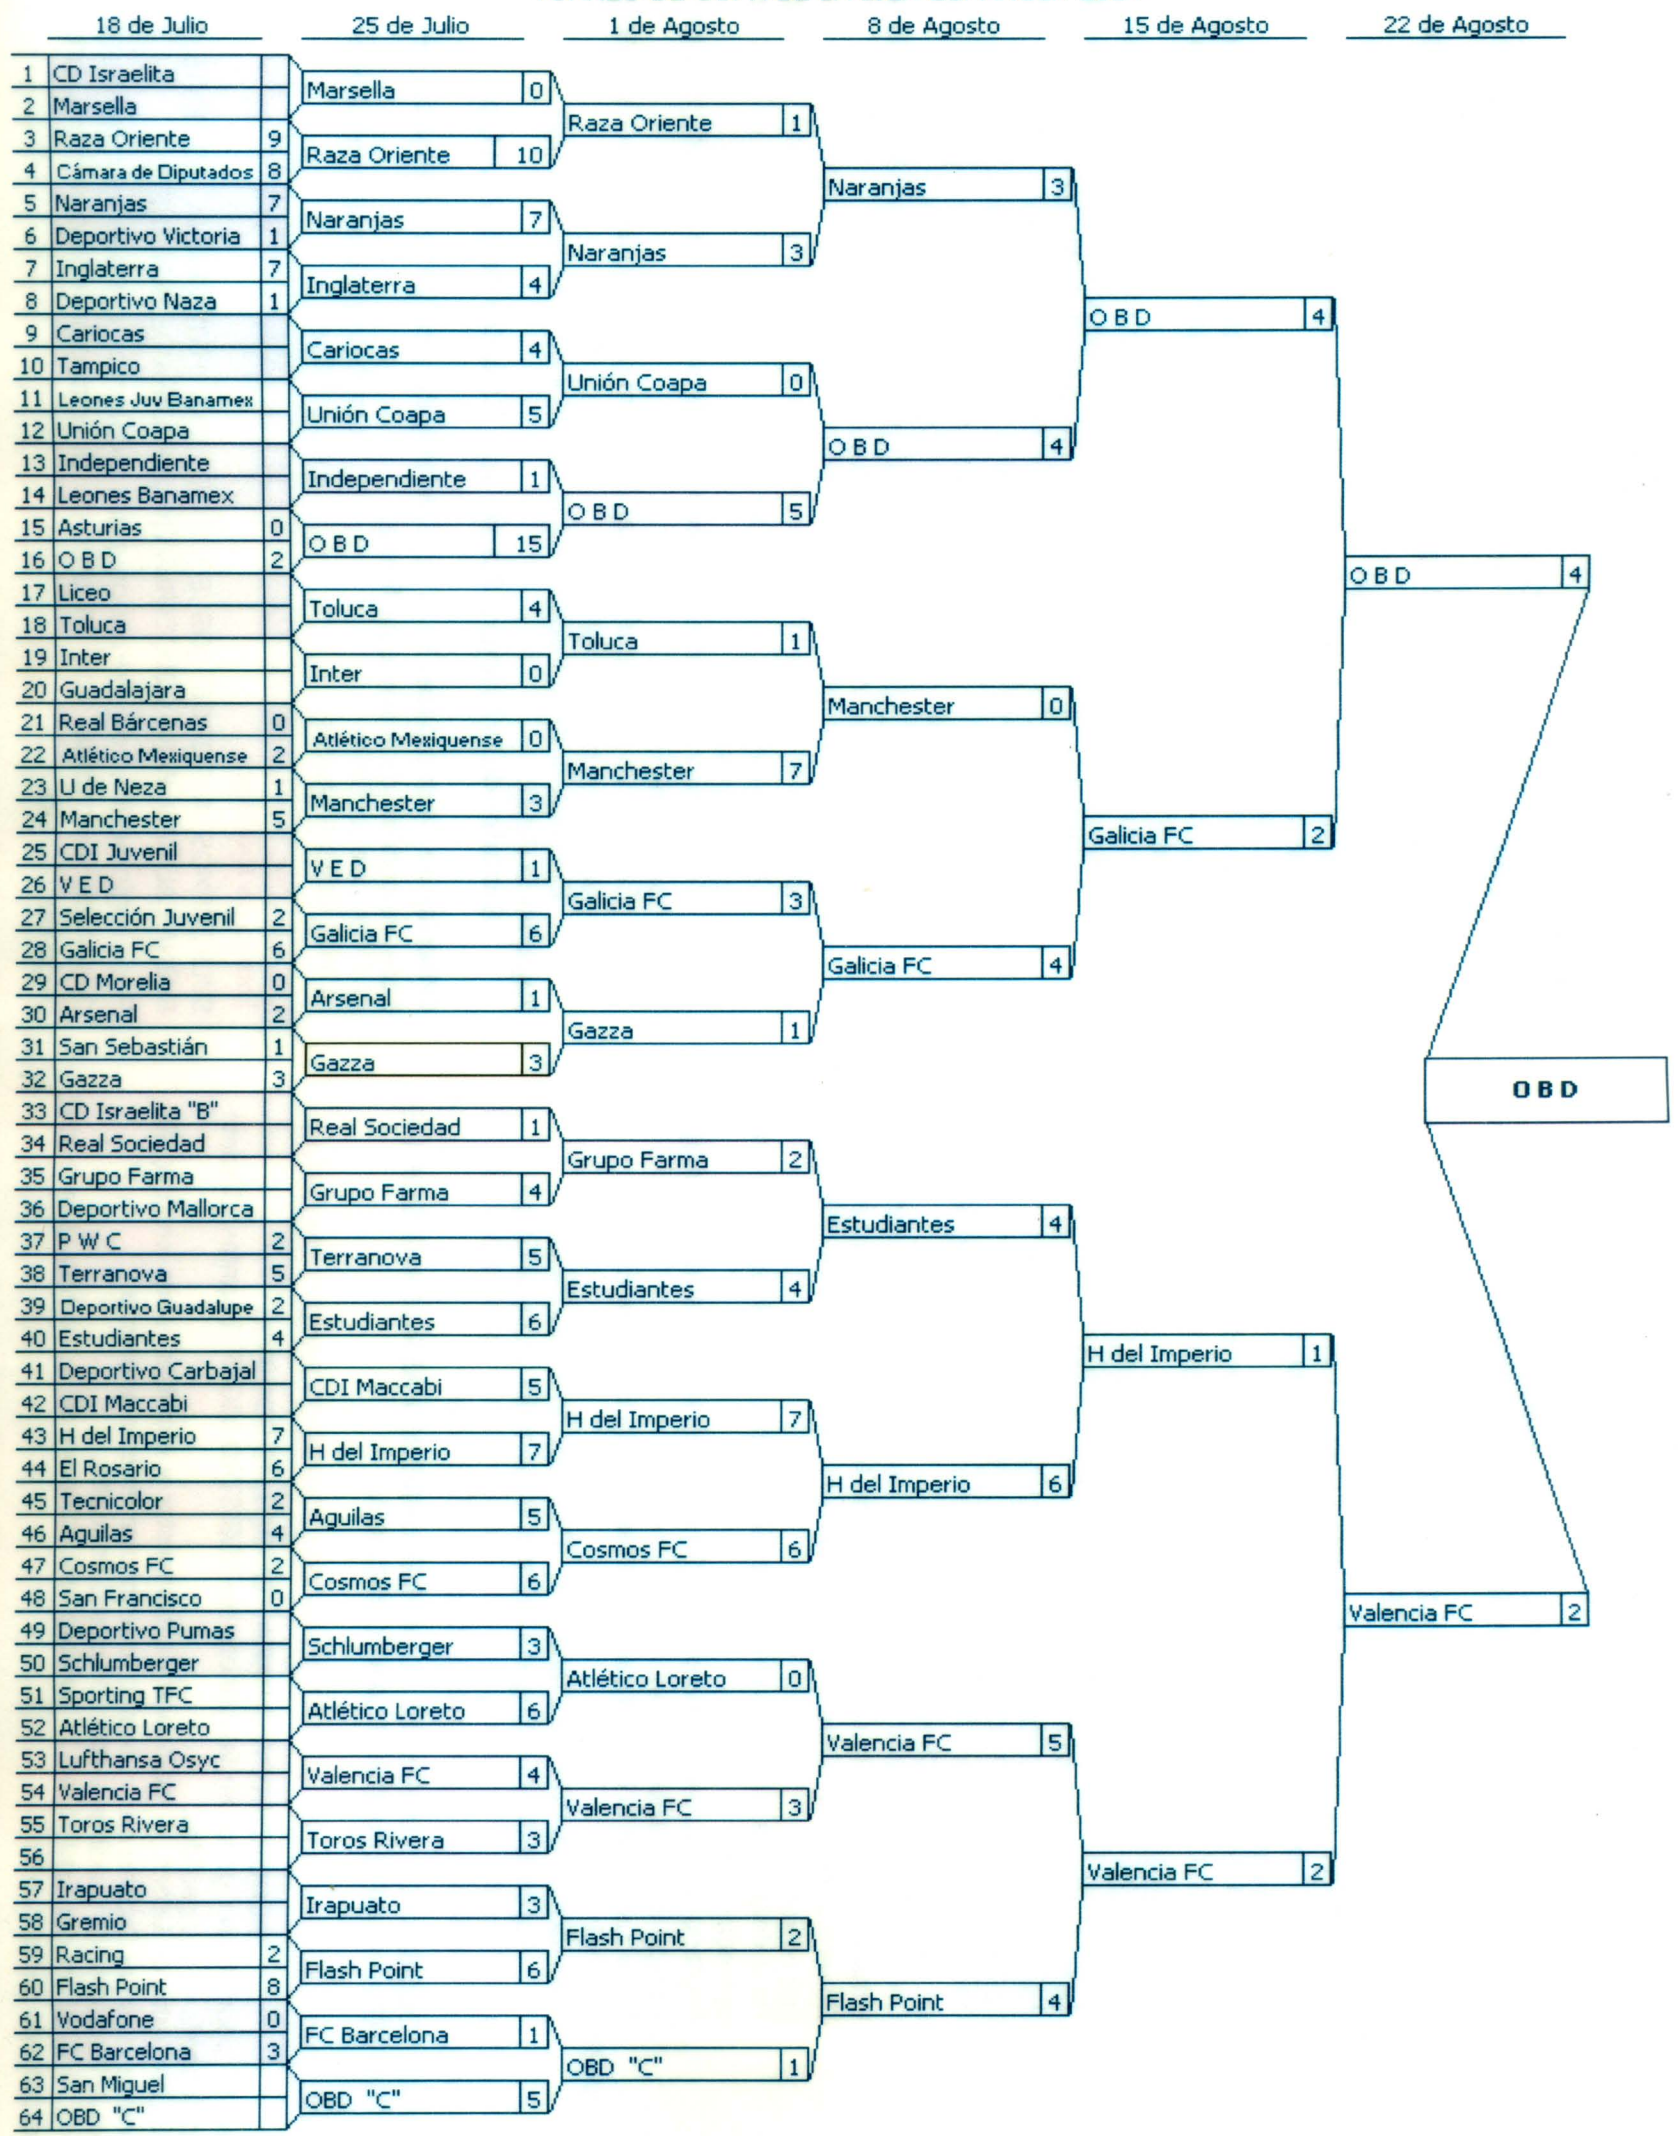 18 de Julio
25 de Julio
1 de Agosto
8 de Agosto
15 de Agosto
22 de Agosto
1 CD Israelita
2 Marsella
3 Raza Oriente 9
4 Cámara de Diputados 8
5 Naranjas 7
6 Deportivo Victoria 1
7 Inglaterra 7
8 Deportivo Naza 1
9 Cariocas
10 Tampico
11 Leones Juv Banamex
12 Unión Coapa
13 Independiente
14 Leones Banamex
15 Asturias 0
16 O B D 2
17 Liceo
18 Toluca
19 Inter
20 Guadalajara
21 Real Bárcenas 0
22 Atlético Mexiquense 2
23 U de Neza 1
24 Manchester 5
25 CDI Juvenil
26 V E D
27 Selección Juvenil 2
28 Galicia FC 6
29 CD Morelia 0
30 Arsenal 2
31 San Sebastián 1
32 Gazza 3
33 CD Israelita "B"
34 Real Sociedad
35 Grupo Farma
36 Deportivo Mallorca
37 P W C 2
38 Terranova 5
39 Deportivo Guadalupe 2
40 Estudiantes 4
41 Deportivo Carbajal
42 CDI Maccabi
43 H del Imperio 7
44 El Rosario 6
45 Tecnicolor 2
46 Aguilas 4
47 Cosmos FC 2
48 San Francisco 0
49 Deportivo Pumas
50 Schlumberger
51 Sporting TFC
52 Atlético Loreto
53 Lufthansa Osyc
54 Valencia FC
55 Toros Rivera
56
57 Irapuato
58 Gremio
59 Racing 2
60 Flash Point 8
61 Vodafone 0
62 FC Barcelona 3
63 San Miguel
64 OBD "C"
Marsella 0
Raza Oriente 10
Naranjas 7
Inglaterra 4
Cariocas 4
Unión Coapa 5
Independiente 1
O B D 15
Toluca 4
Inter 0
Atlético Mexiquense 0
Manchester 3
V E D 1
Galicia FC 6
Arsenal 1
Gazza 3
Real Sociedad 1
Grupo Farma 4
Terranova 5
Estudiantes 6
CDI Maccabi 5
H del Imperio 7
Aguilas 5
Cosmos FC 6
Schlumberger 3
Atlético Loreto 6
Valencia FC 4
Toros Rivera 3
Irapuato 3
Flash Point 6
FC Barcelona 1
OBD "C" 5
Raza Oriente 1
Naranjas 3
Unión Coapa 0
O B D 5
Toluca 1
Manchester 7
Galicia FC 3
Gazza 1
Grupo Farma 2
Estudiantes 4
H del Imperio 7
Cosmos FC 6
Atlético Loreto 0
Valencia FC 3
Flash Point 2
OBD "C" 1
Naranjas 3
O B D 4
Manchester 0
Galicia FC 4
Estudiantes 4
H del Imperio 6
Valencia FC 5
Flash Point 4
O B D 4
Galicia FC 2
H del Imperio 1
Valencia FC 2
O B D 4
Valencia FC 2
O B D